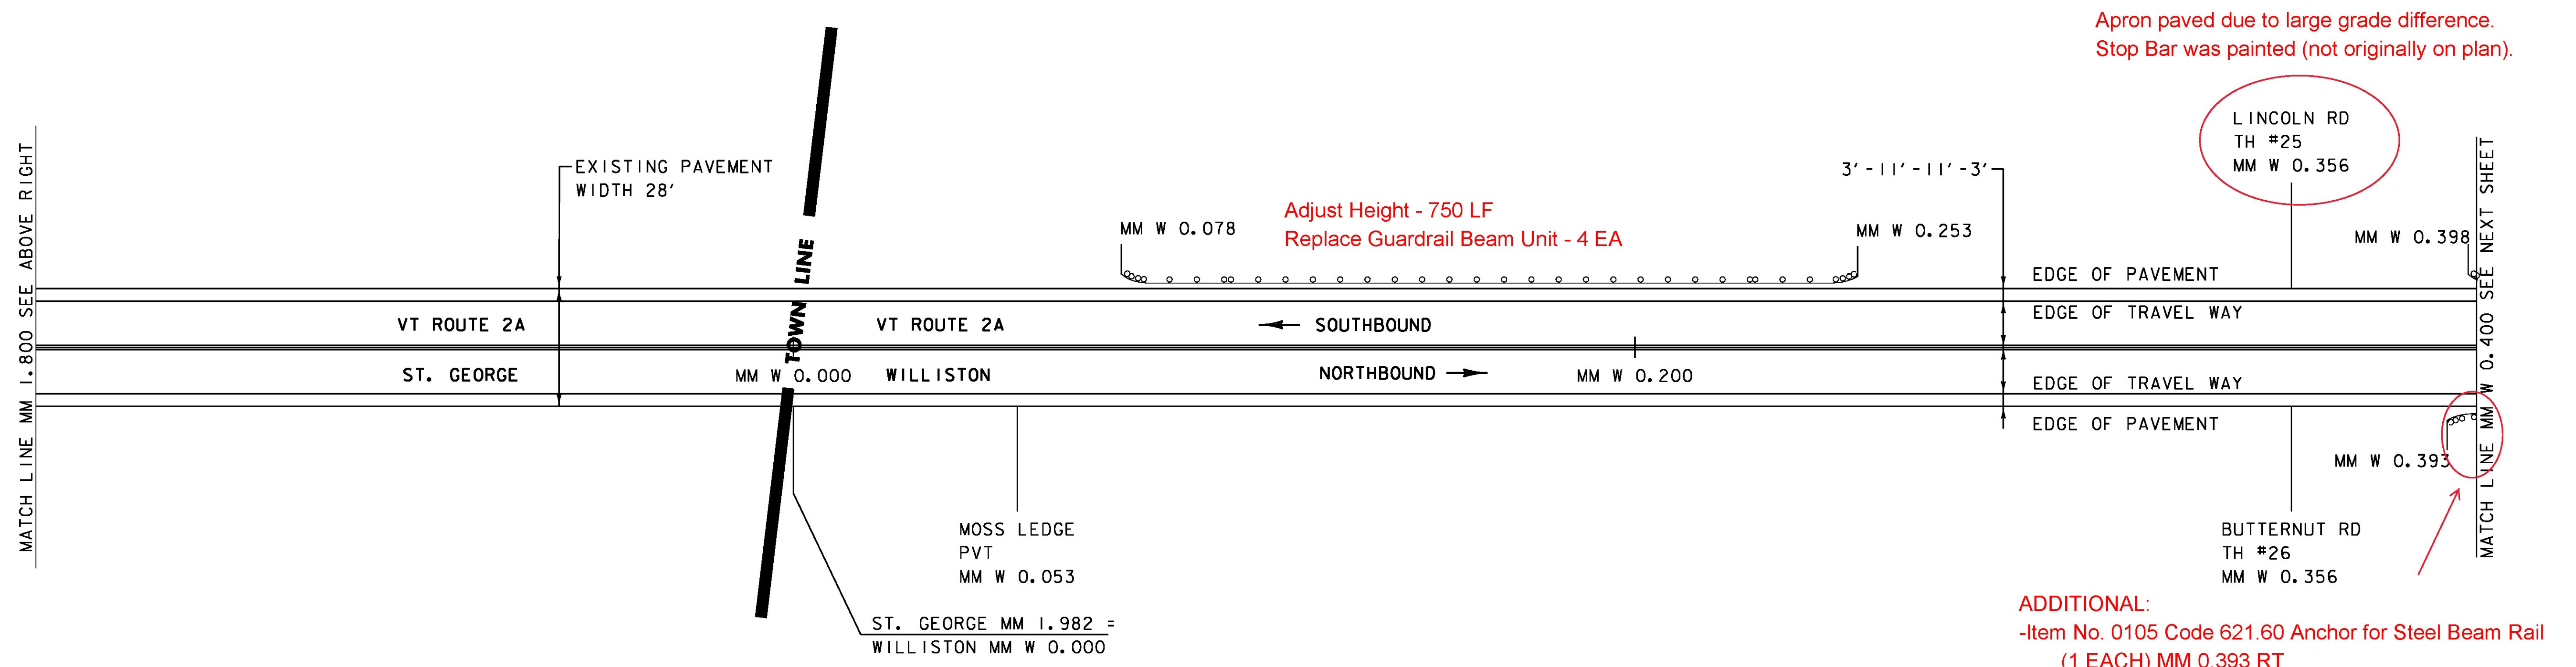 Apron paved due to large grade difference.
Stop Bar was painted (not originally on plan).
LINCOLN RD
TH #25
MM W 0.356
MATCH LINE MM 1.800 SEE ABOVE RIGHT
EXISTING PAVEMENT
WIDTH 28'
TOWN LINE
MM W 0.078
Adjust Height - 750 LF
Replace Guardrail Beam Unit - 4 EA
MM W 0.253
3'-11'-11'-3'
MM W 0.398
MATCH LINE MM W 0.400 SEE NEXT SHEET
EDGE OF PAVEMENT
EDGE OF TRAVEL WAY
VT ROUTE 2A
VT ROUTE 2A
SOUTHBOUND
ST. GEORGE
MM W 0.000
WILLISTON
NORTHBOUND
MM W 0.200
EDGE OF TRAVEL WAY
EDGE OF PAVEMENT
MM W 0.393
MOSS LEDGE
PVT
MM W 0.053
BUTTERNUT RD
TH #26
MM W 0.356
ST. GEORGE MM 1.982 =
WILLISTON MM W 0.000
ADDITIONAL:
-Item No. 0105 Code 621.60 Anchor for Steel Beam Rail
(1 EACH) MM 0.393 RT